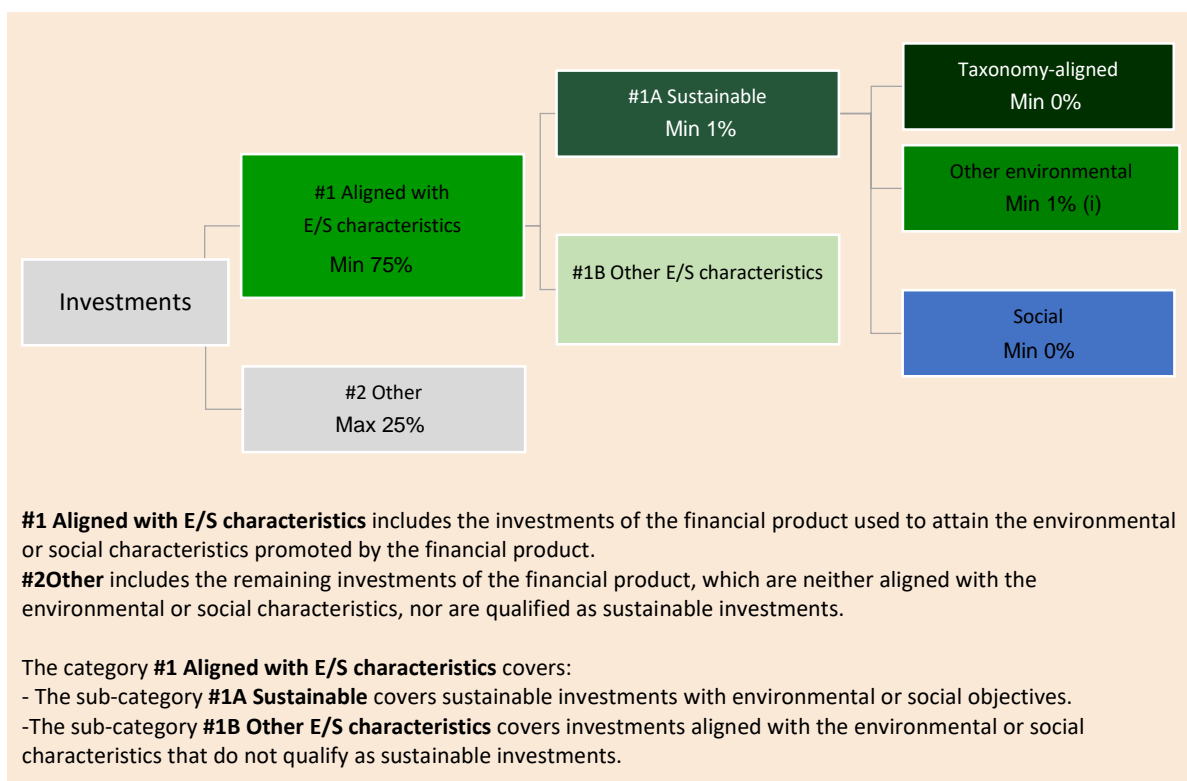 Taxonomy-aligned
Min 0%
#1A Sustainable
Min 1%
Other environmental
Min 1% (i)
#1 Aligned with
E/S characteristics
Min 75%
#1B Other E/S characteristics
Investments
Social
Min 0%
#2 Other
Max 25%
#1 Aligned with E/S characteristics includes the investments of the financial product used to attain the environmental
or social characteristics promoted by the financial product.
#2Other includes the remaining investments of the financial product, which are neither aligned with the
environmental or social characteristics, nor are qualified as sustainable investments.
The category #1 Aligned with E/S characteristics covers:
- The sub-category #1A Sustainable covers sustainable investments with environmental or social objectives.
-The sub-category #1B Other E/S characteristics covers investments aligned with the environmental or social
characteristics that do not qualify as sustainable investments.